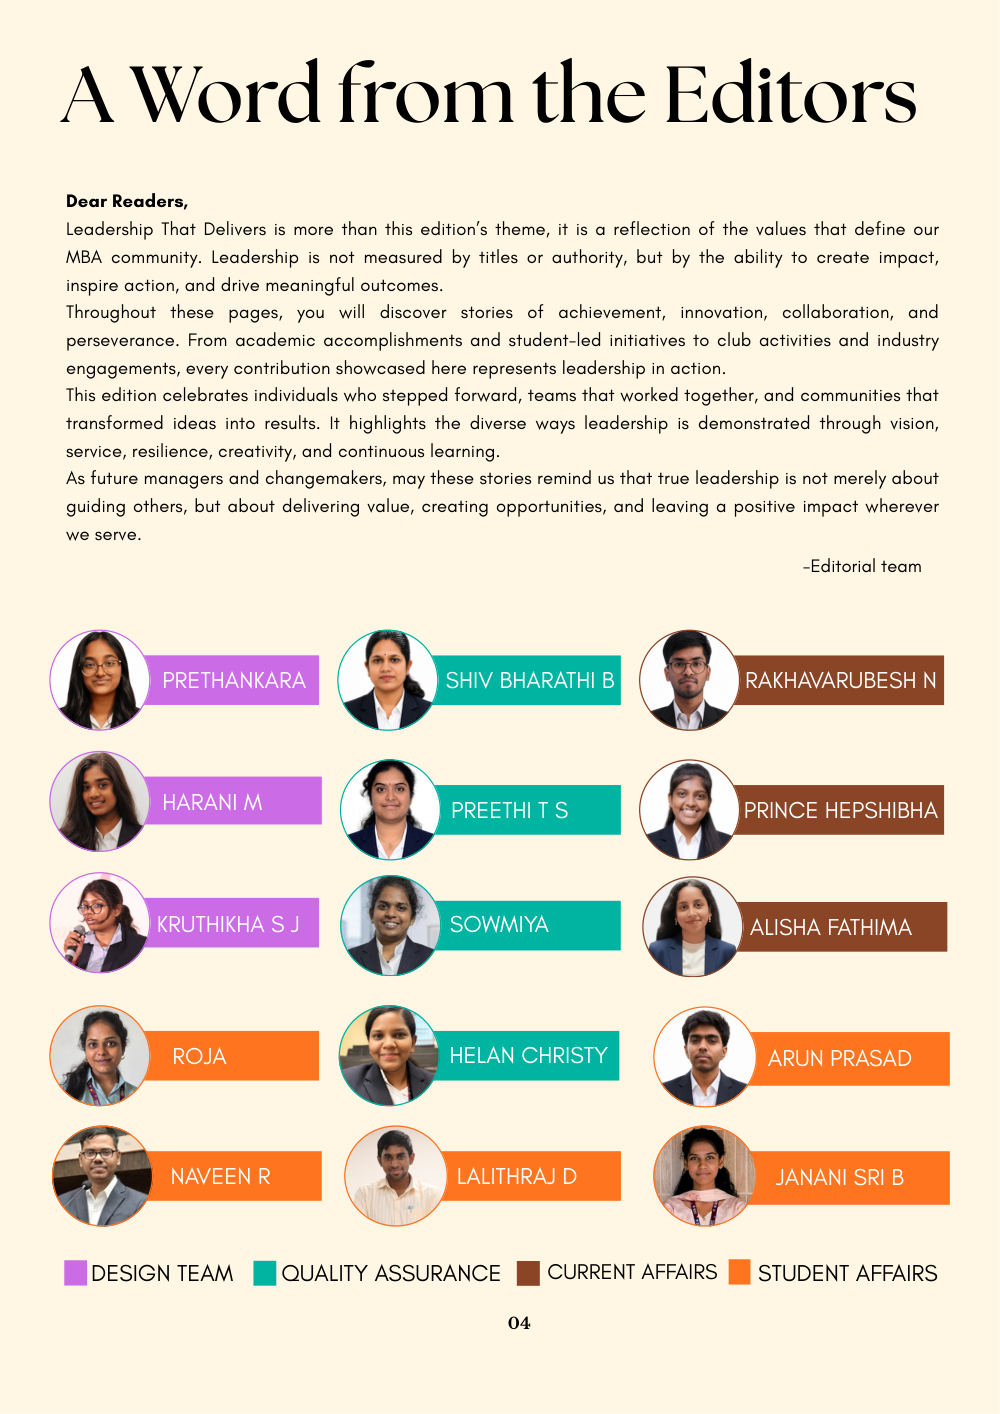 A Word from the Editors
Dear Readers,
Leadership That Delivers is more than this edition’s theme, it is a reflection of the values that define our
MBA community. Leadership is not measured by titles or authority, but by the ability to create impact,
inspire action, and drive meaningful outcomes.
Throughout these pages, you will discover stories of achievement, innovation, collaboration, and
perseverance. From academic accomplishments and student-led initiatives to club activities and industry
engagements, every contribution showcased here represents leadership in action.
This edition celebrates individuals who stepped forward, teams that worked together, and communities that
transformed ideas into results. It highlights the diverse ways leadership is demonstrated through vision,
service, resilience, creativity, and continuous learning.
As future managers and changemakers, may these stories remind us that true leadership is not merely about
guiding others, but about delivering value, creating opportunities, and leaving a positive impact wherever
we serve.
-Editorial team
PRETHANKARA
SHIV BHARATHI B
RAKHAVARUBESH N
HARANI M
PREETHI T S
PRINCE HEPSHIBHA
KRUTHIKHA S J
SOWMIYA
ALISHA FATHIMA
ROJA
HELAN CHRISTY
ARUN PRASAD
NAVEEN R
LALITHRAJ D
JANANI SRI B
DESIGN TEAM
QUALITY ASSURANCE
CURRENT AFFAIRS
STUDENT AFFAIRS
04